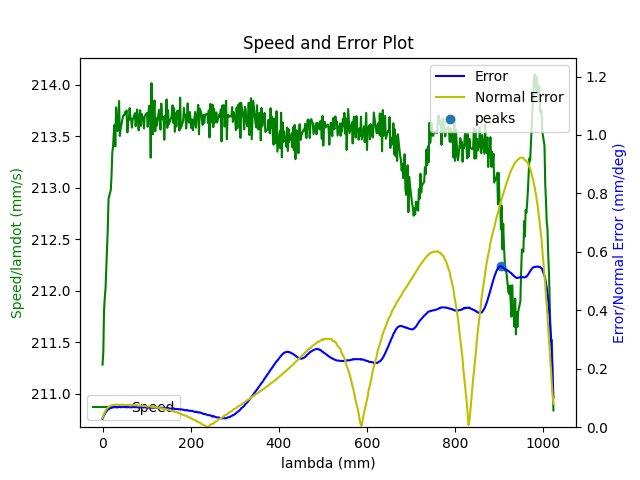 Speed and Error Plot
Speed/lamdot (mm/s)
214.0
213.5
213.0
212.5
212.0
211.5
211.0
Error
Normal Error
peaks
Speed
1.2
1.0
0.8
0.6
0.4
0.2
0.0
Error/Normal Error (mm/deg)
0
200
400
600
800
1000
lambda (mm)